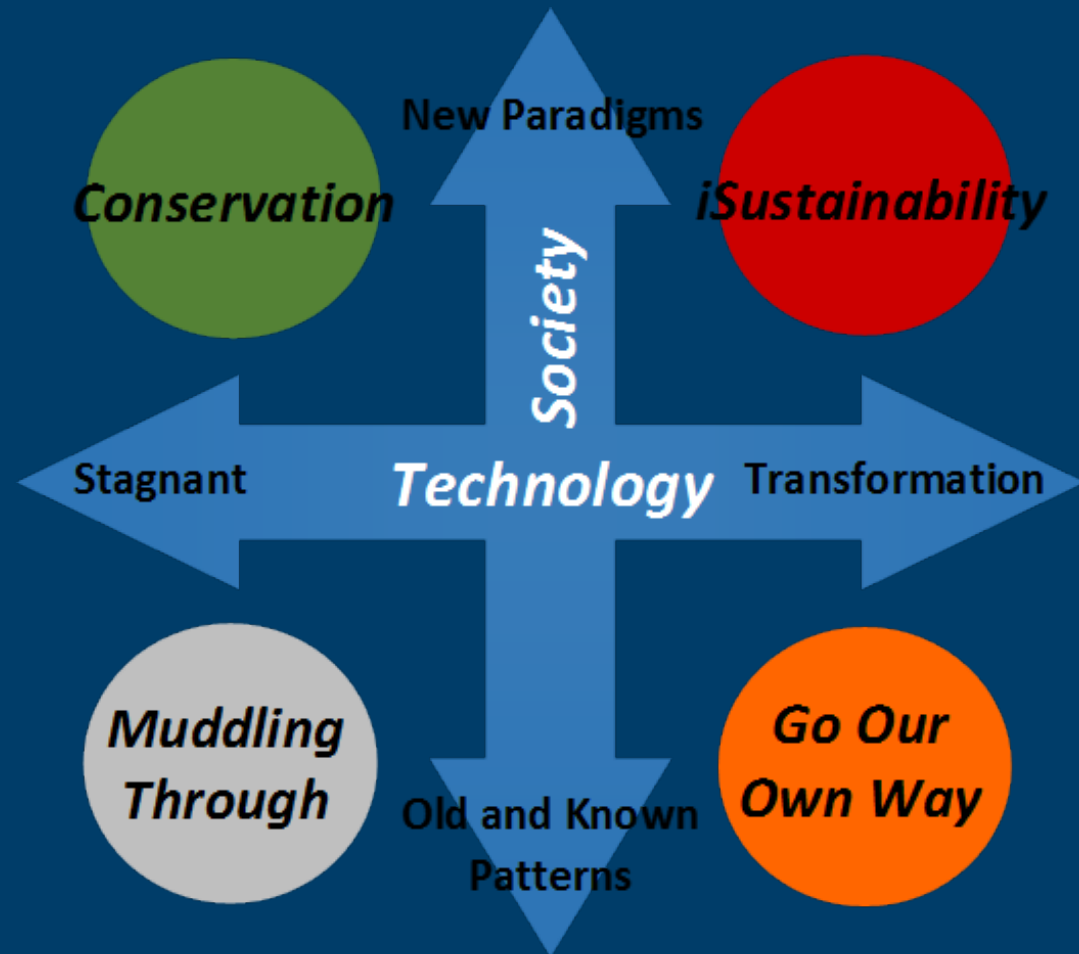 New Paradigms
Conservation
iSustainability
Society
Stagnant
Technology
Transformation
Muddling
Through
Go Our
Own Way
Old and Known
Patterns